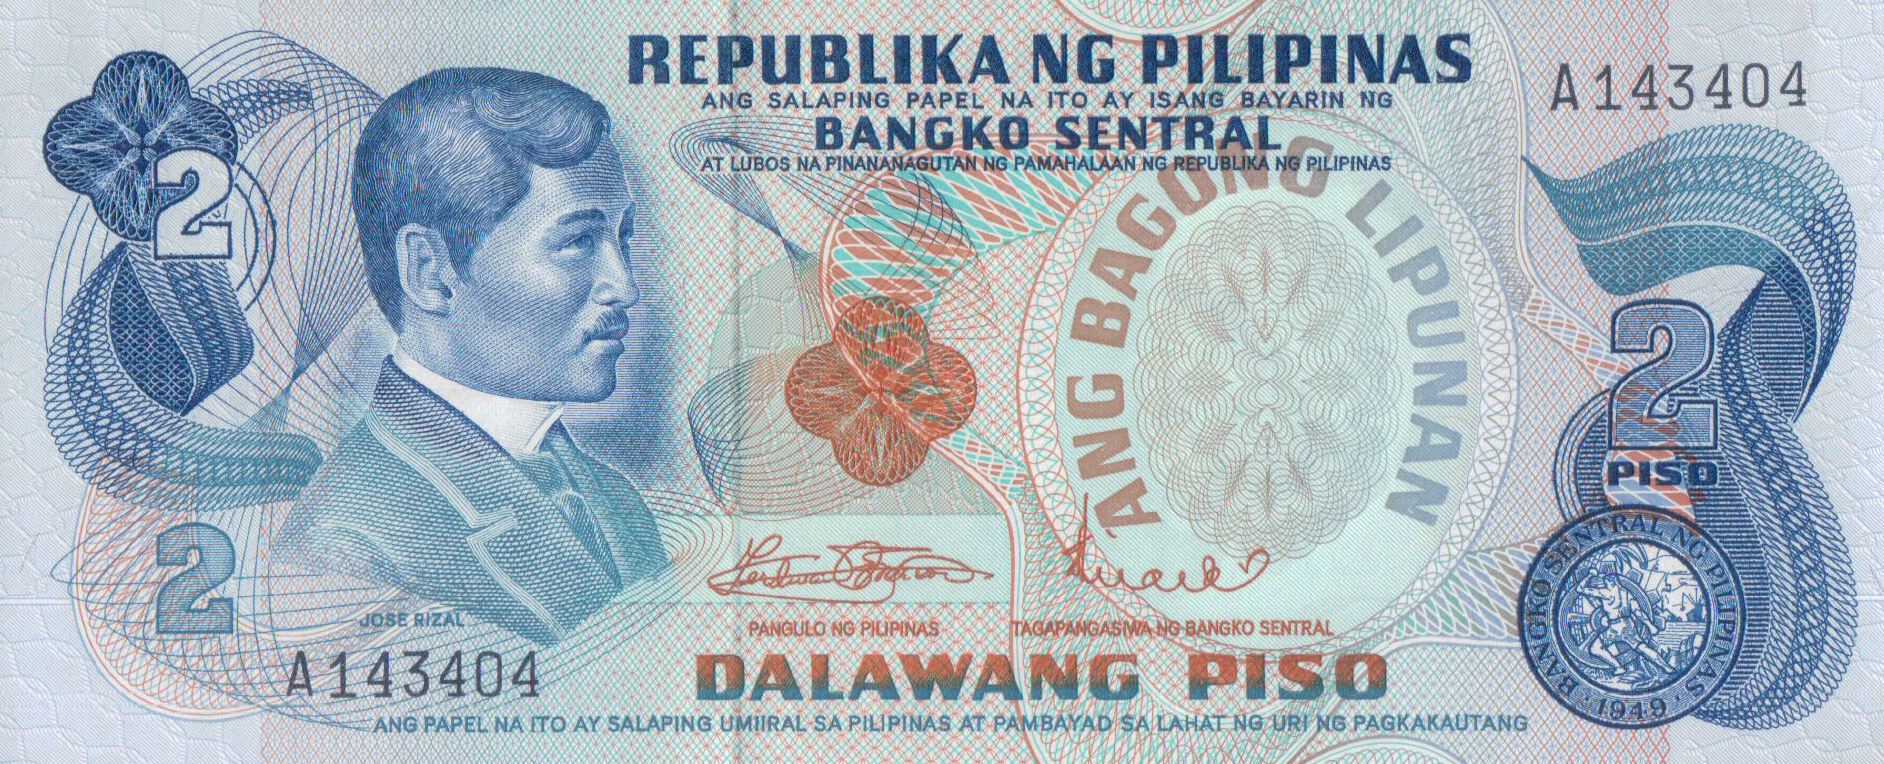 REPUBLIKA NG PILIPINAS
ANG SALAPING PAPEL NA ITO AY ISANG BAYARIN NG
BANGKO SENTRAL
AT LUBOS NA PINANANAGUTAN NG PAMAHALAAN NG REPUBLIKA NG PILIPINAS
A143404
2
ANG BAGONG LIPUNAN
2
PISO
2
JOSE RIZAL
PANGULO NG PILIPINAS
TAGAPANGASIWA NG BANGKO SENTRAL
BANGKO SENTRAL NG PILIPINAS
1949
A143404
DALAWANG PISO
ANG PAPEL NA ITO AY SALAPING UMIIRAL SA PILIPINAS AT PAMBAYAD SA LAHAT NG URI NG PAGKAKAUTANG